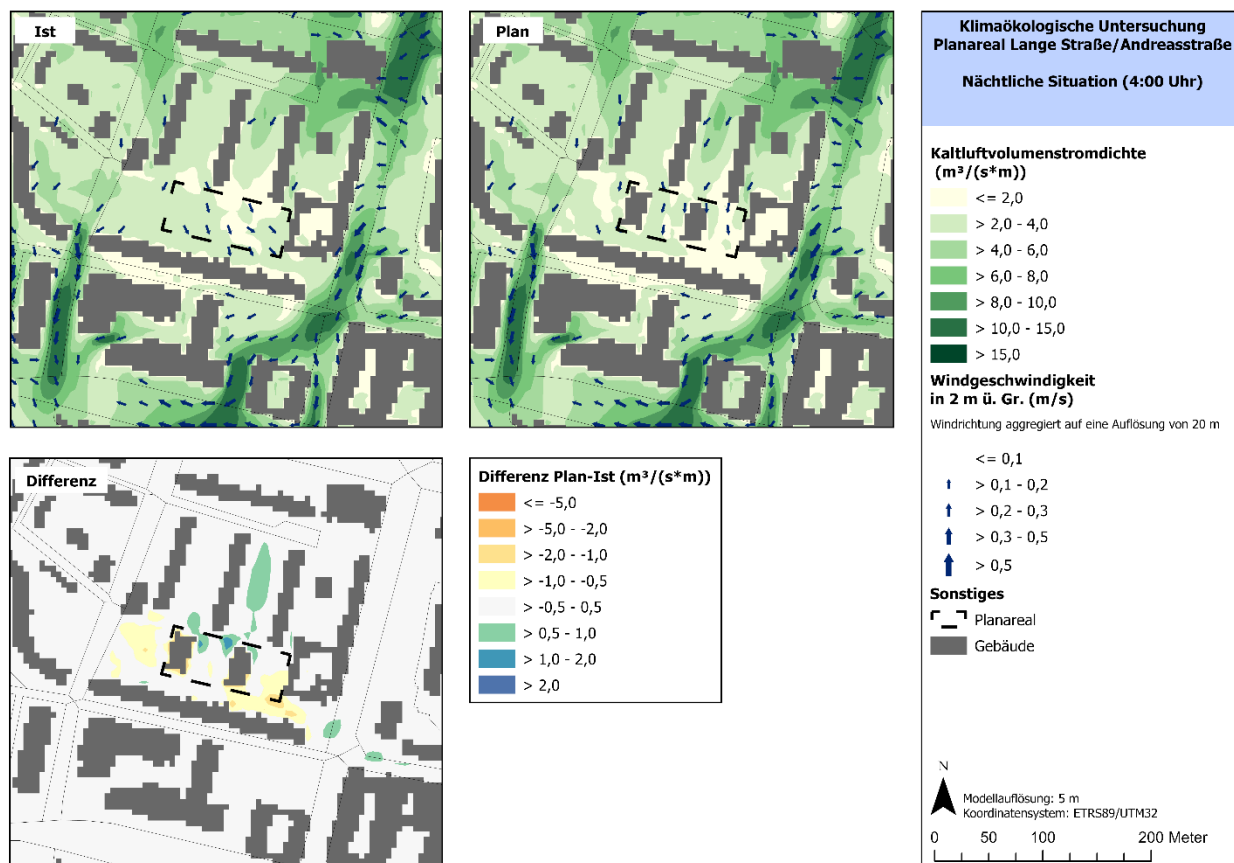 Ist
Plan
Differenz
Differenz Plan-Ist (m³/(s*m))
<= -5,0
> -5,0 - -2,0
> -2,0 - -1,0
> -1,0 - -0,5
> -0,5 - 0,5
> 0,5 - 1,0
> 1,0 - 2,0
> 2,0
Klimaökologische Untersuchung
Planareal Lange Straße/Andreasstraße
Nächtliche Situation (4:00 Uhr)
Kaltluftvolumenstromdichte
(m³/(s*m))
<= 2,0
> 2,0 - 4,0
> 4,0 - 6,0
> 6,0 - 8,0
> 8,0 - 10,0
> 10,0 - 15,0
> 15,0
Windgeschwindigkeit
in 2 m ü. Gr. (m/s)
Windrichtung aggregiert auf eine Auflösung von 20 m
<= 0,1
> 0,1 - 0,2
> 0,2 - 0,3
> 0,3 - 0,5
> 0,5
Sonstiges
Planareal
Gebäude
N
Modellauflösung: 5 m
Koordinatensystem: ETRS89/UTM32
0 50 100 200 Meter